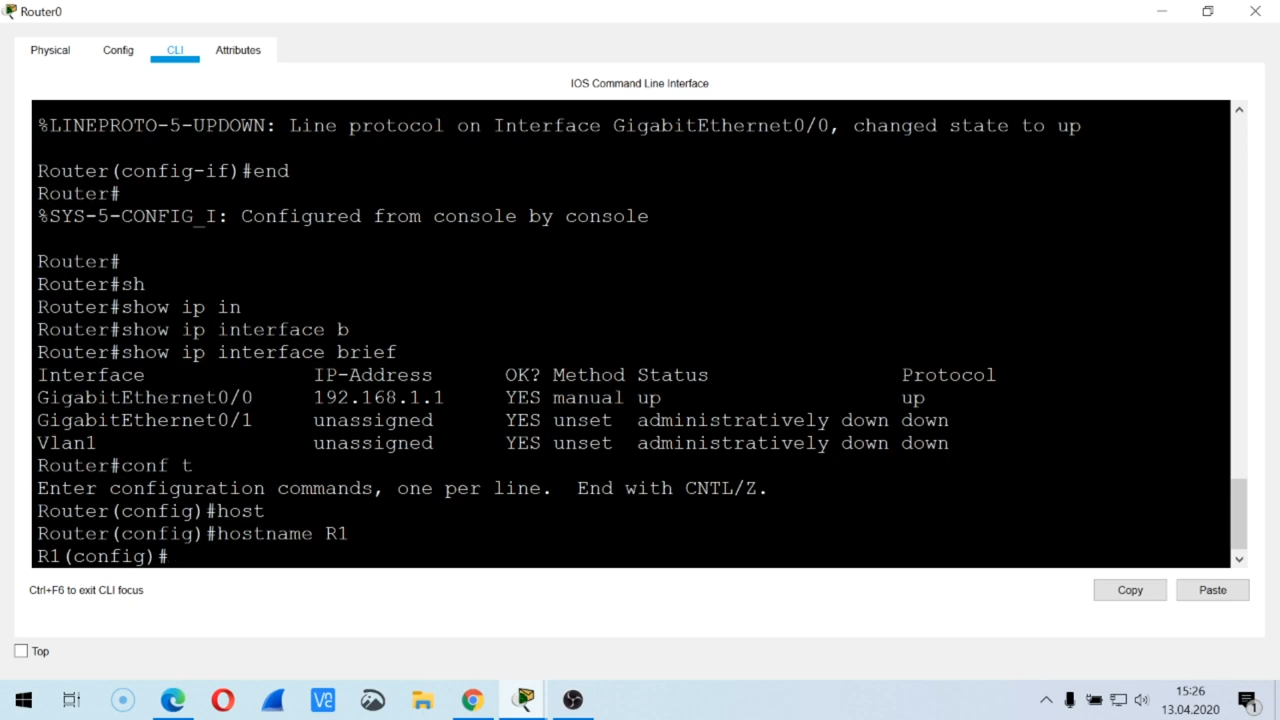 Router0
Physical Config CLI Attributes
IOS Command Line Interface
%LINEPROTO-5-UPDOWN: Line protocol on Interface GigabitEthernet0/0, changed state to up
Router(config-if)#end
Router#
%SYS-5-CONFIG_I: Configured from console by console
Router#
Router#sh
Router#show ip in
Router#show ip interface b
Router#show ip interface brief
Interface IP-Address OK? Method Status Protocol
GigabitEthernet0/0 192.168.1.1 YES manual up up
GigabitEthernet0/1 unassigned YES unset administratively down down
Vlan1 unassigned YES unset administratively down down
Router#conf t
Enter configuration commands, one per line. End with CNTL/Z.
Router(config)#host
Router(config)#hostname R1
R1(config)#
Ctrl+F6 to exit CLI focus
Copy Paste
Top
15:26
13.04.2020
1